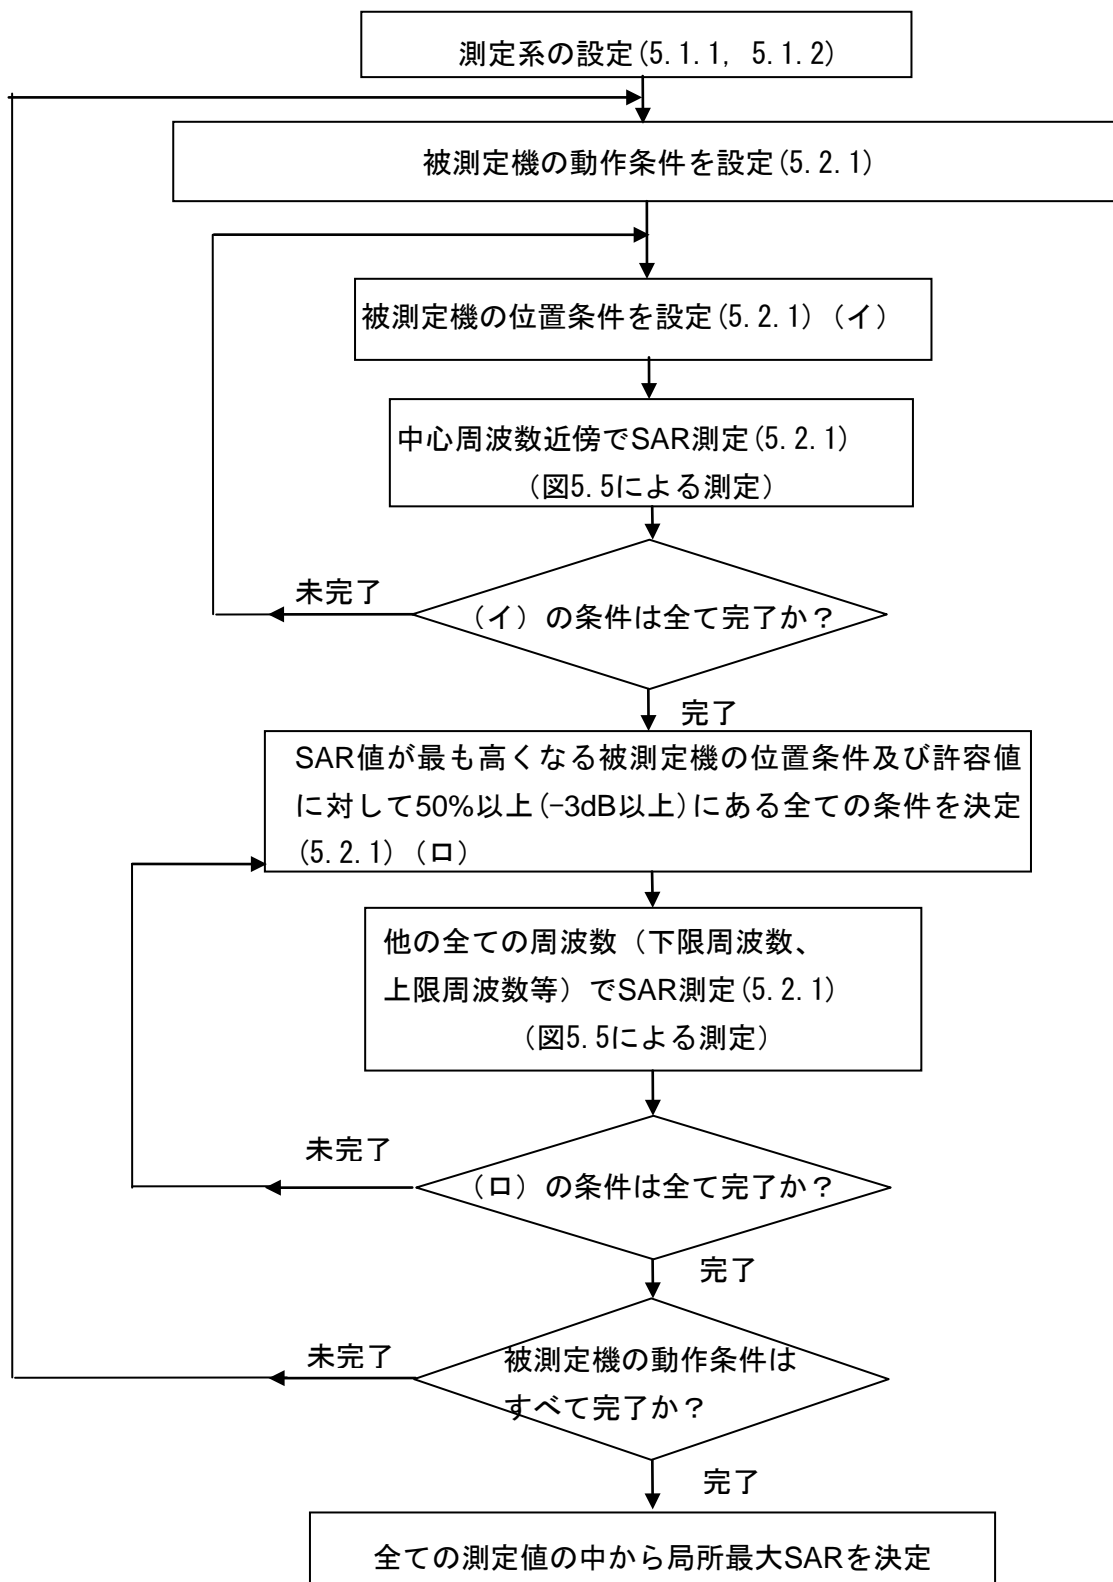 測定系の設定(5.1.1, 5.1.2)
被測定機の動作条件を設定(5.2.1)
被測定機の位置条件を設定(5.2.1)（イ）
中心周波数近傍でSAR測定(5.2.1)
（図5.5による測定）
未完了
（イ）の条件は全て完了か？
完了
SAR値が最も高くなる被測定機の位置条件及び許容値
に対して50%以上(-3dB以上)にある全ての条件を決定
(5.2.1)（ロ）
他の全ての周波数（下限周波数、
上限周波数等）でSAR測定(5.2.1)
（図5.5による測定）
未完了
（ロ）の条件は全て完了か？
完了
未完了
被測定機の動作条件は
すべて完了か？
完了
全ての測定値の中から局所最大SARを決定